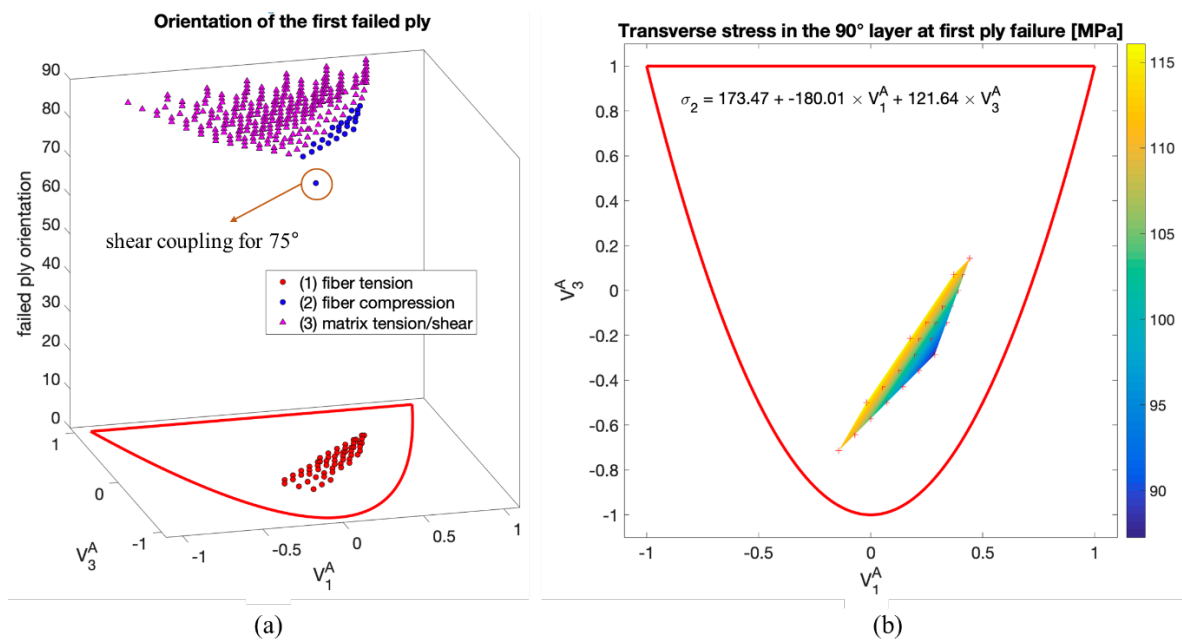 Orientation of the first failed ply
90
80
70
60
50
40
30
20
10
0
failed ply orientation
shear coupling for 75°
(1) fiber tension
(2) fiber compression
(3) matrix tension/shear
1
0
-1
V₃ᴬ
-1
-0.5
0
0.5
1
V₁ᴬ
(a)
Transverse stress in the 90° layer at first ply failure [MPa]
σ₂ = 173.47 + -180.01 × V₁ᴬ + 121.64 × V₃ᴬ
1
0.8
0.6
0.4
0.2
0
-0.2
-0.4
-0.6
-0.8
-1
V₃ᴬ
-1
-0.5
0
0.5
1
V₁ᴬ
115
110
105
100
95
90
(b)